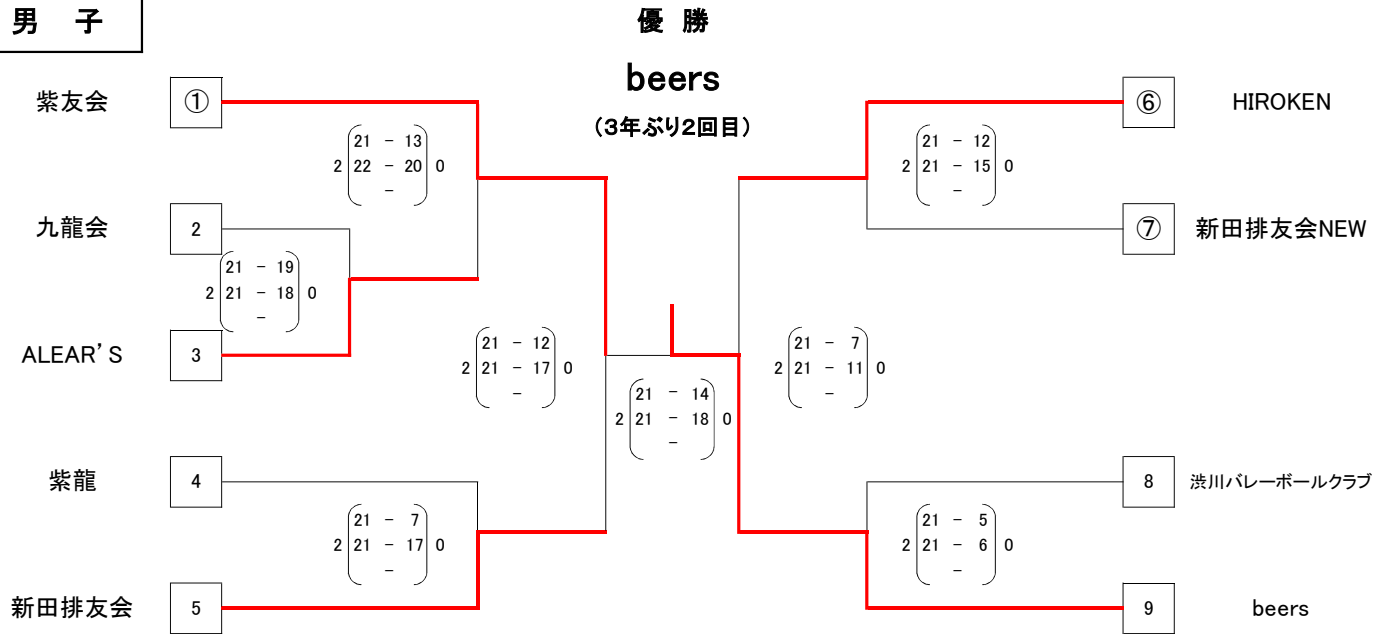 男 子
優 勝
beers
(3年ぶり2回目)
紫友会 ①
⑥ HIROKEN
21 - 13
2 22 - 20 0
-
21 - 12
2 21 - 15 0
-
九龍会 2
⑦ 新田排友会NEW
21 - 19
2 21 - 18 0
-
ALEAR'S 3
21 - 12
2 21 - 17 0
-
21 - 7
2 21 - 11 0
-
21 - 14
2 21 - 18 0
-
紫龍 4
8 渋川バレーボールクラブ
21 - 7
2 21 - 17 0
-
21 - 5
2 21 - 6 0
-
新田排友会 5
9 beers